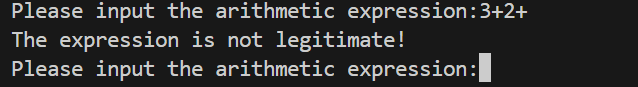 Please input the arithmetic expression:3+2+
The expression is not legitimate!
Please input the arithmetic expression: